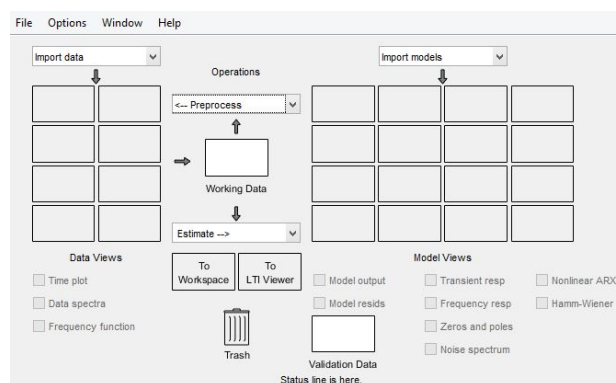 File Options Window Help
Import data
Import models
Operations
<-- Preprocess
Working Data
Estimate -->
Data Views
Model Views
To Workspace
To LTI Viewer
Time plot
Data spectra
Frequency function
Model output
Model resids
Transient resp
Frequency resp
Zeros and poles
Noise spectrum
Nonlinear ARX
Hamm-Wiener
Trash
Validation Data
Status line is here.